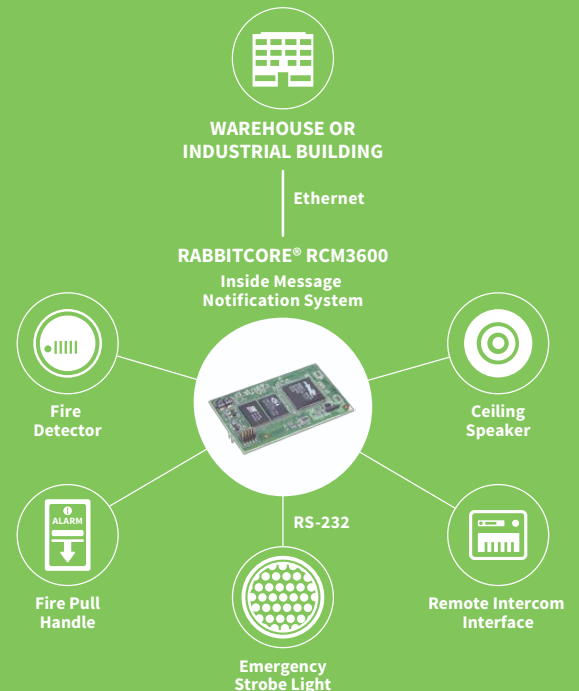 WAREHOUSE OR
INDUSTRIAL BUILDING
Ethernet
RABBITCORE® RCM3600
Inside Message
Notification System
Fire
Detector
Ceiling
Speaker
ALARM
RS-232
Fire Pull
Handle
Remote Intercom
Interface
Emergency
Strobe Light